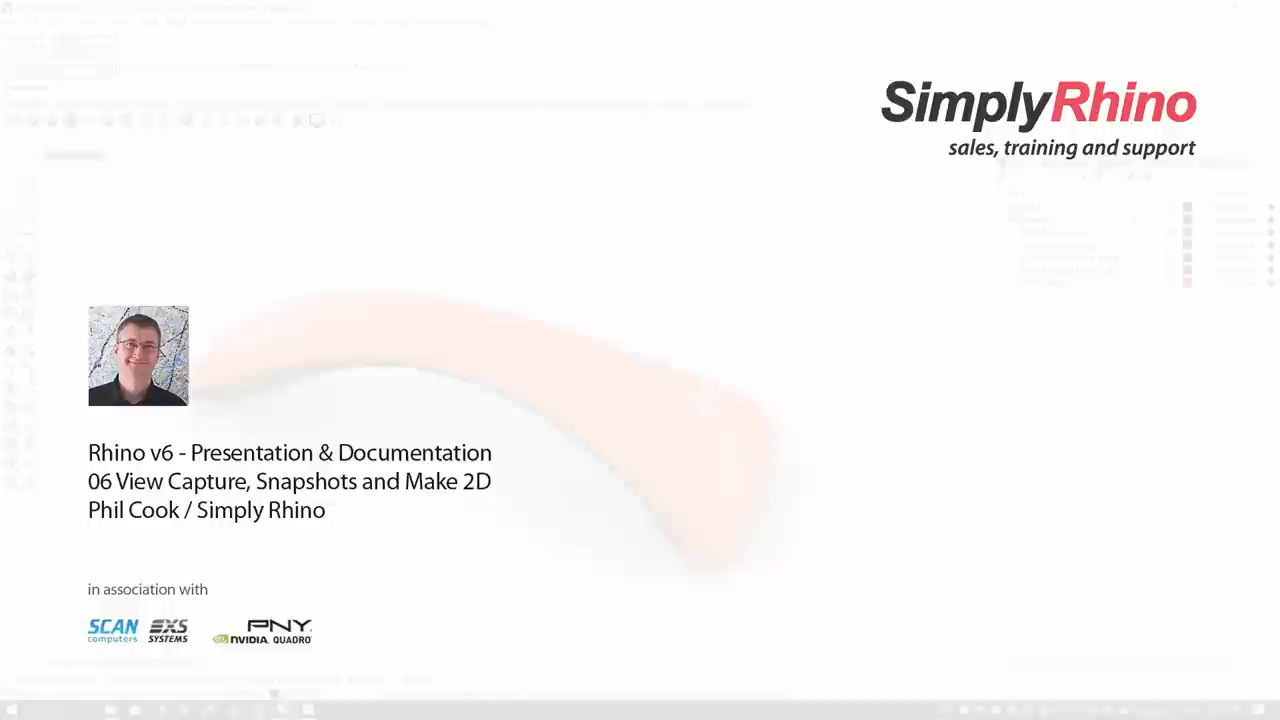 SimplyRhino
sales, training and support
Rhino v6 - Presentation & Documentation
06 View Capture, Snapshots and Make 2D
Phil Cook / Simply Rhino
in association with
SCAN computers EXS SYSTEMS PNY NVIDIA QUADRO